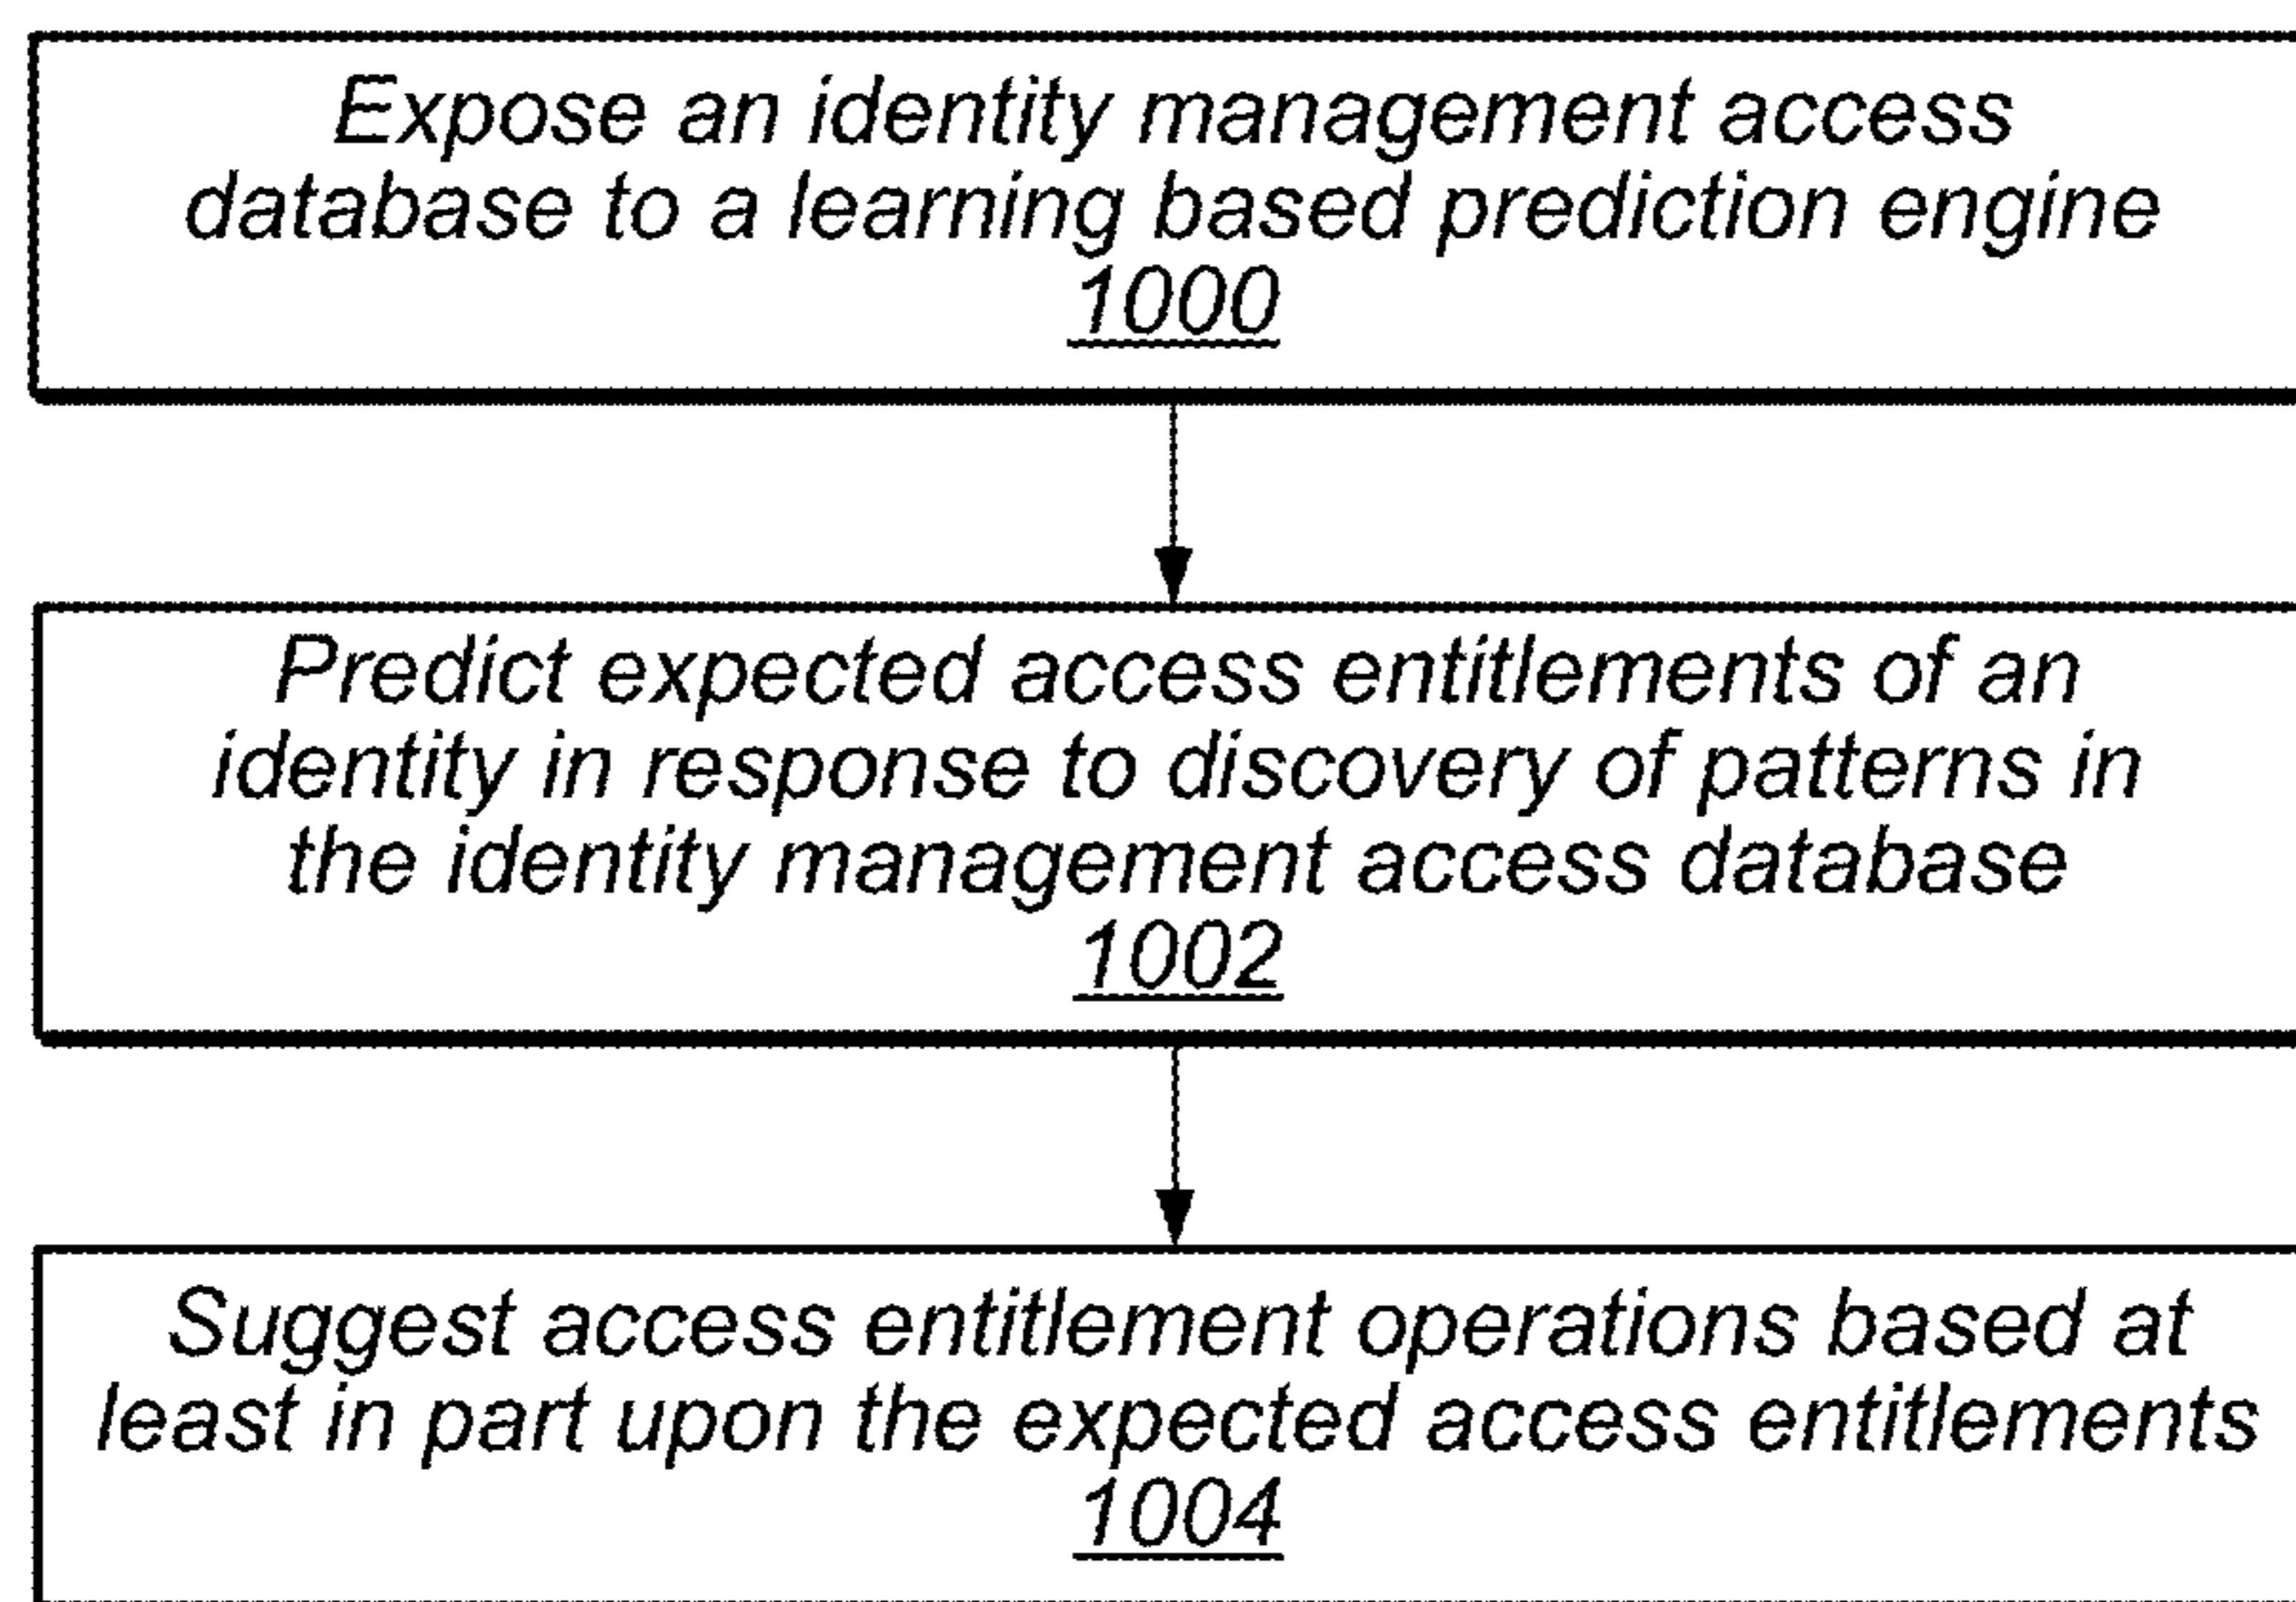 Expose an identity management access
database to a learning based prediction engine
1000
Predict expected access entitlements of an
identity in response to discovery of patterns in
the identity management access database
1002
Suggest access entitlement operations based at
least in part upon the expected access entitlements
1004